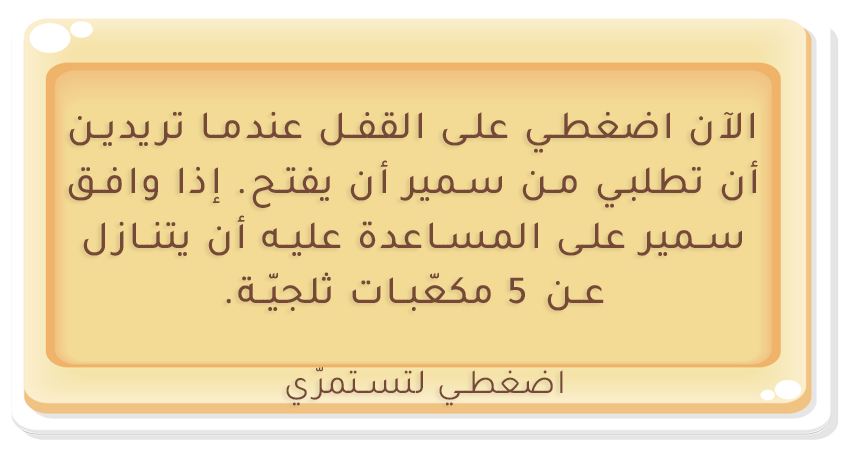 الآن اضغطي على القفل عندما تريدين
أن تطلبي من سمير أن يفتح. إذا وافق
سمير على المساعدة عليه أن يتنازل
عن 5 مكعّبات ثلجيّة.
اضغطي لتستمرّي